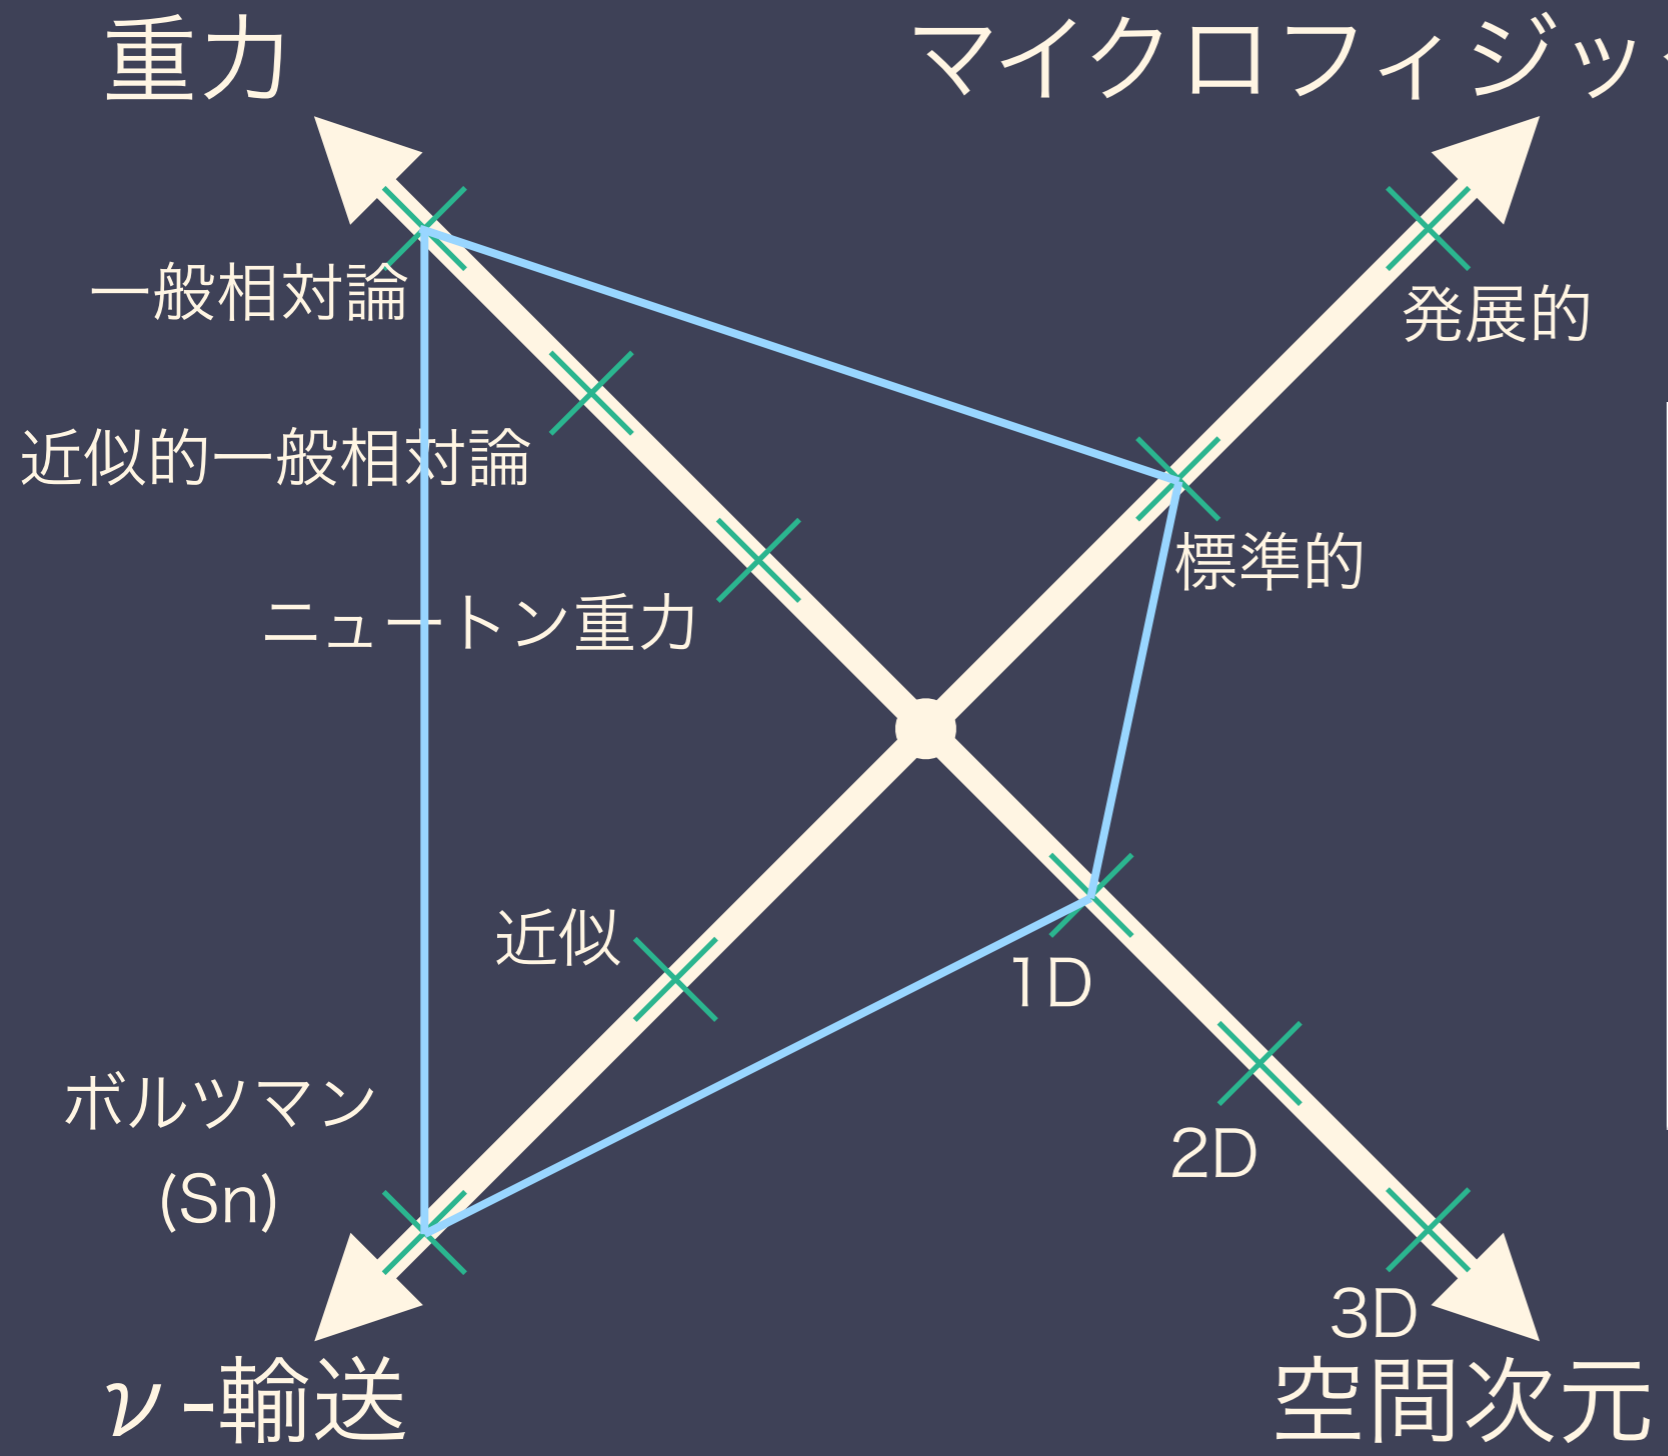 重力
マイクロフィジッ
一般相対論
発展的
近似的一般相対論
標準的
ニュートン重力
近似
1D
ボルツマン
(Sn)
2D
3D
ν-輸送
空間次元